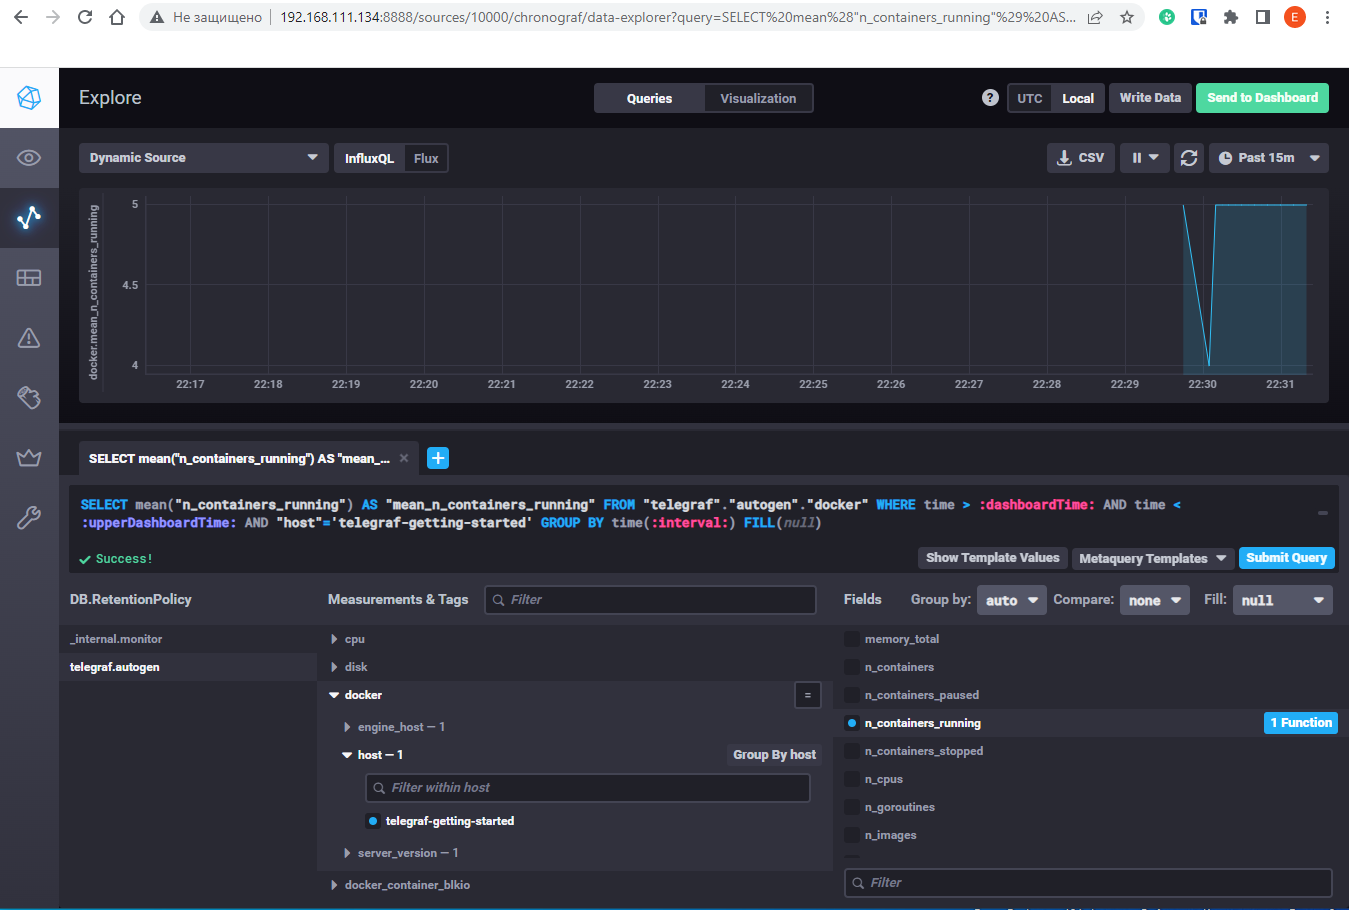 Не защищено 192.168.111.134:8888/sources/10000/chronograf/data-explorer?query=SELECT%20mean%28"n_containers_running"%29%20AS...
E
Explore
Queries Visualization
? UTC Local Write Data Send to Dashboard
Dynamic Source InfluxQL Flux
CSV Past 15m
docker.mean_n_containers_running
5
4.5
4
22:17 22:18 22:19 22:20 22:21 22:22 22:23 22:24 22:25 22:26 22:27 22:28 22:29 22:30 22:31
SELECT mean("n_containers_running") AS "mean_... × +
SELECT mean("n_containers_running") AS "mean_n_containers_running" FROM "telegraf"."autogen"."docker" WHERE time > :dashboardTime: AND time <
:upperDashboardTime: AND "host"='telegraf-getting-started' GROUP BY time(:interval:) FILL(null)
Success!
Show Template Values Metaquery Templates Submit Query
DB.RetentionPolicy
_internal.monitor
telegraf.autogen
Measurements & Tags Filter
cpu
disk
docker =
engine_host — 1
host — 1 Group By host
Filter within host
telegraf-getting-started
server_version — 1
docker_container_blkio
Fields Group by: auto Compare: none Fill: null
memory_total
n_containers
n_containers_paused
n_containers_running 1 Function
n_containers_stopped
n_cpus
n_goroutines
n_images
Filter